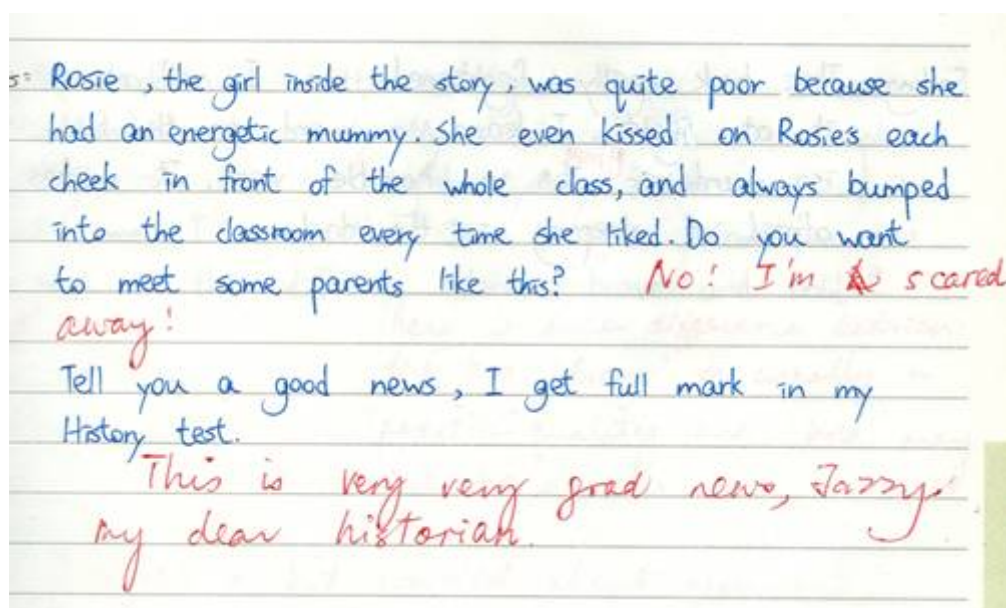 s: Rosie, the girl inside the story, was quite poor because she
had an energetic mummy. She even kissed on Rosie's each
cheek in front of the whole class, and always bumped
into the classroom every time she liked. Do you want
to meet some parents like this? No! I'm scared
away!
Tell you a good news, I get full mark in my
History test.
This is very very good news, Jazzy!
my dear historian.